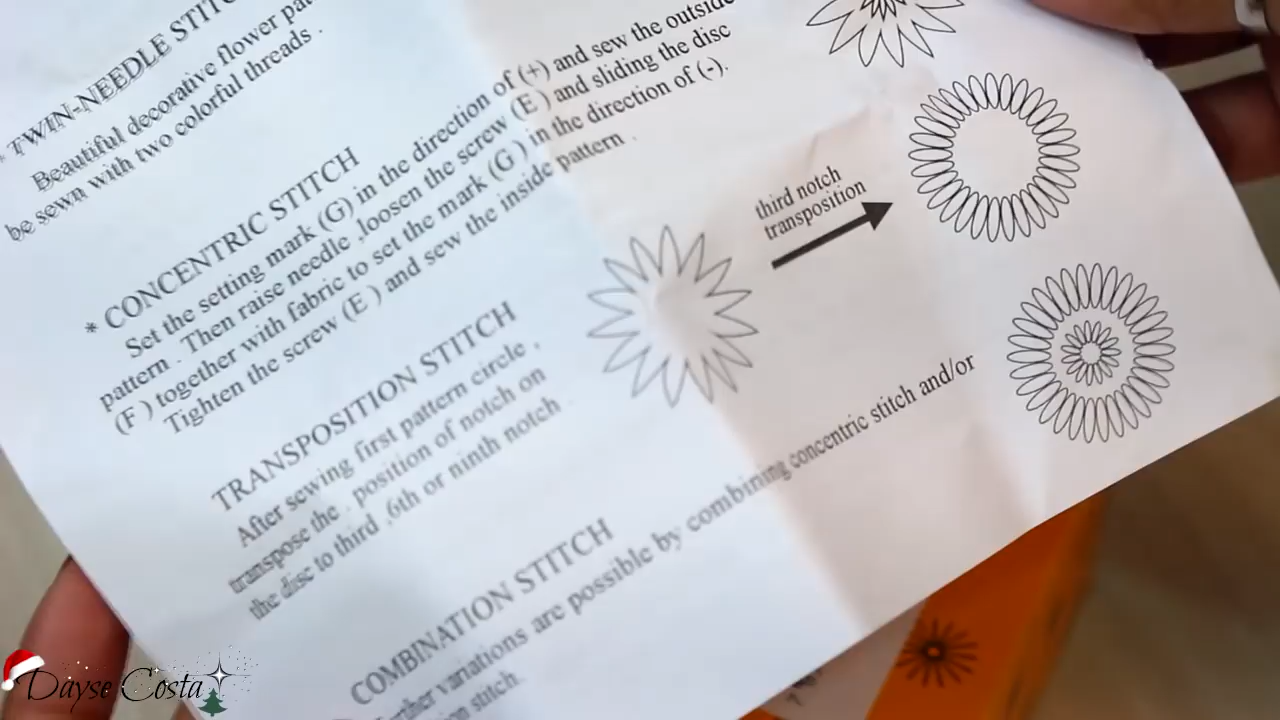 * TWIN-NEEDLE STITC
Beautiful decorative flower pa
be sewn with two colorful threads .
* CONCENTRIC STITCH
Set the setting mark (G) in the direction of (+) and sew the outside
pattern . Then raise needle ,loosen the screw (E ) and sliding the disc
(F ) together with fabric to set the mark (G ) in the direction of (-).
Tighten the screw (E ) and sew the inside pattern .
TRANSPOSITION STITCH
After sewing first pattern circle ,
transpose the . position of notch on
the disc to third ,6th or ninth notch .
third notch
transposition
COMBINATION STITCH
rther variations are possible by combining concentric stitch and/or
on stitch.
Dayse Costa